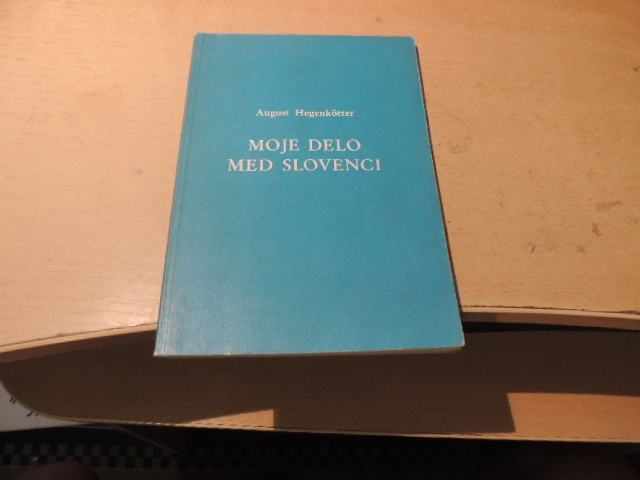 August Hegenkötter
MOJE DELO
MED SLOVENCI